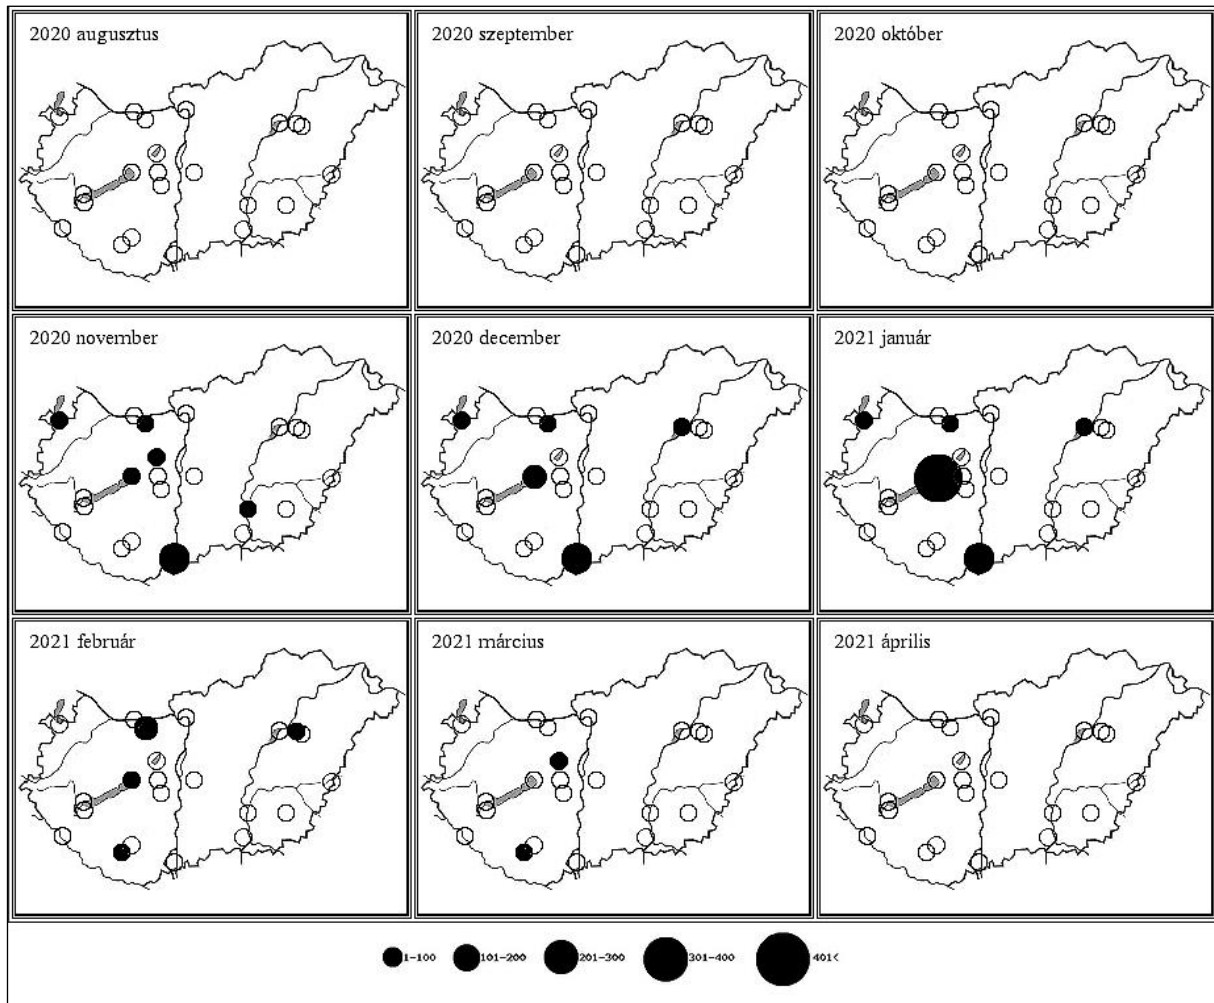 2020 augusztus
2020 szeptember
2020 október
2020 november
2020 december
2021 január
2021 február
2021 március
2021 április
1-100
101-200
201-300
301-400
401<